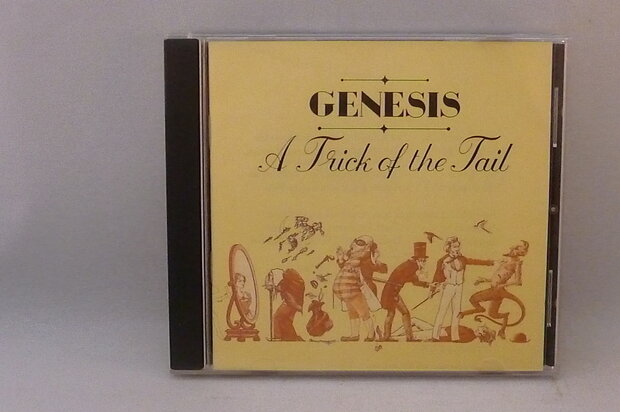 GENESIS
A Trick of the Tail